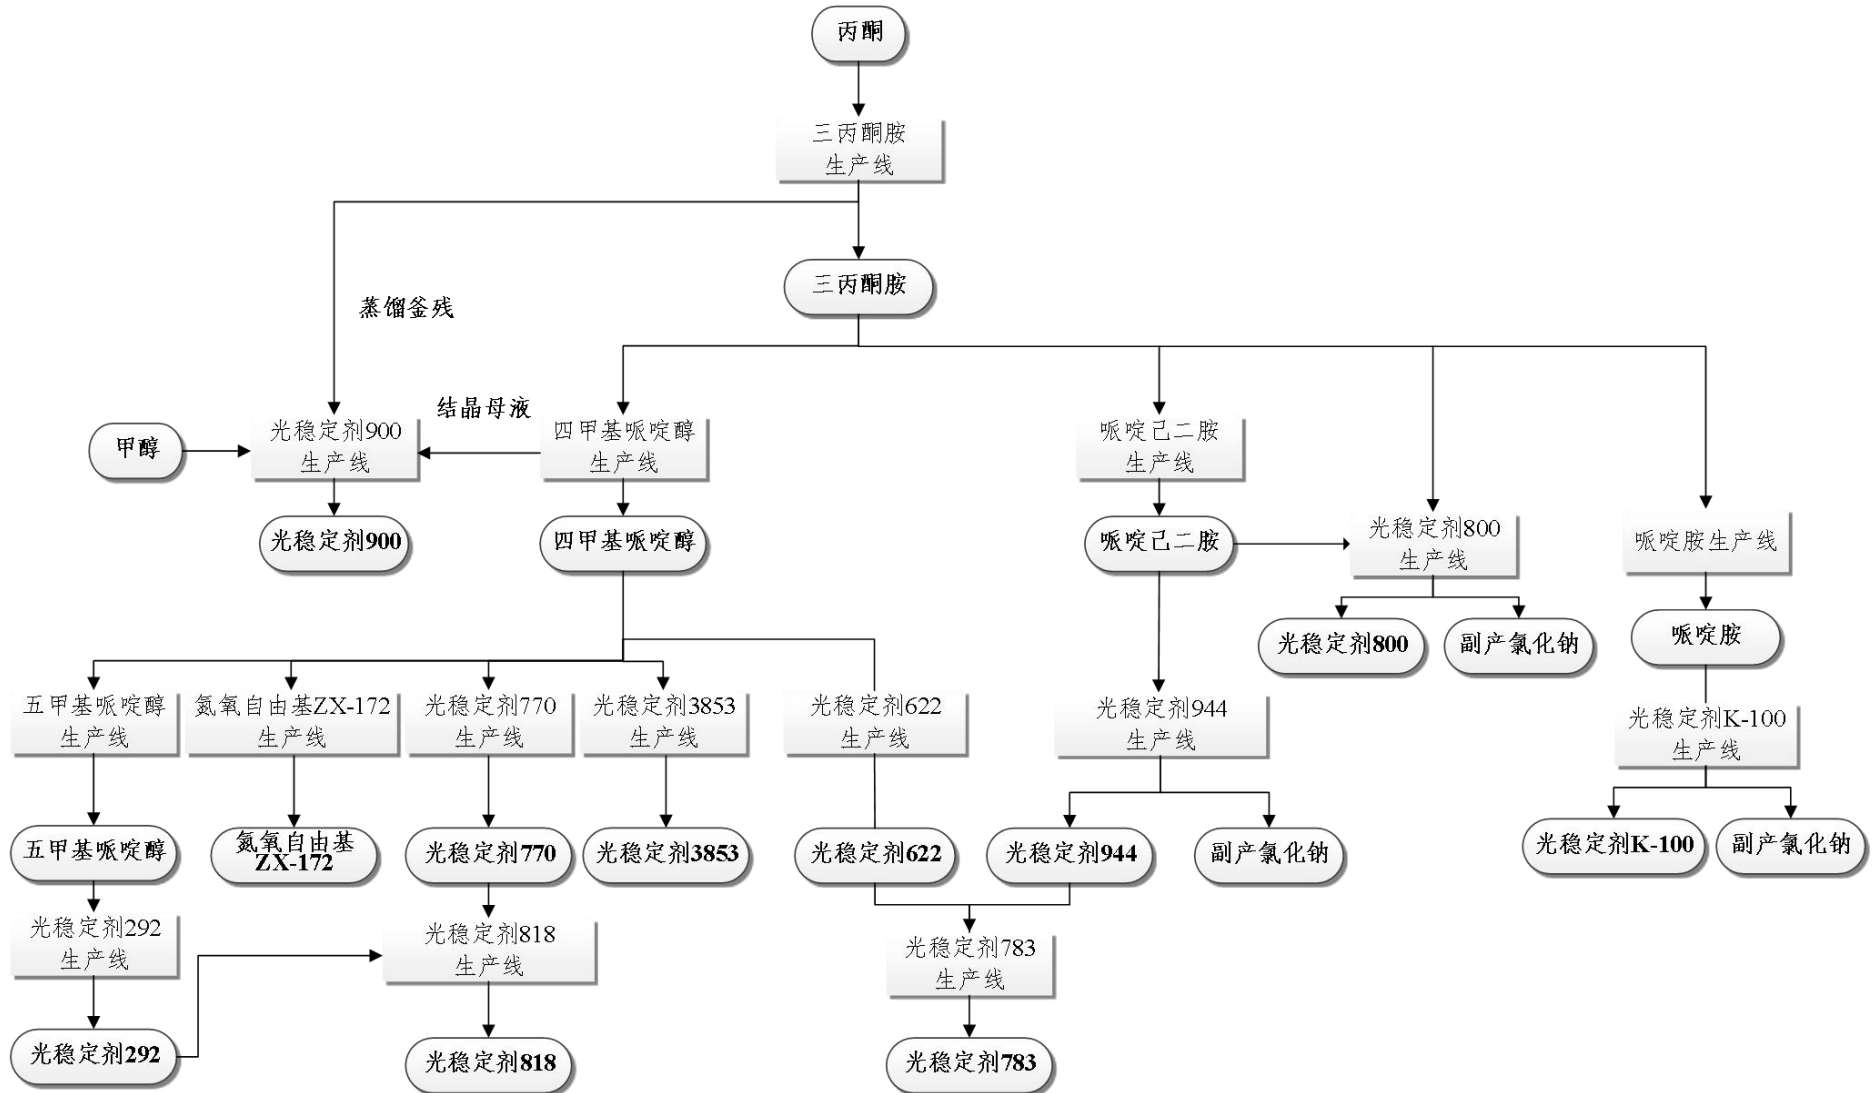 丙酮
三丙酮胺
生产线
三丙酮胺
蒸馏釜残
结晶母液
甲醇
光稳定剂900
生产线
四甲基哌啶醇
生产线
哌啶己二胺
生产线
光稳定剂900
四甲基哌啶醇
哌啶己二胺
光稳定剂800
生产线
哌啶胺生产线
光稳定剂800
副产氯化钠
哌啶胺
五甲基哌啶醇
生产线
氮氧自由基ZX-172
生产线
光稳定剂770
生产线
光稳定剂3853
生产线
光稳定剂622
生产线
光稳定剂944
生产线
光稳定剂K-100
生产线
五甲基哌啶醇
氮氧自由基
ZX-172
光稳定剂770
光稳定剂3853
光稳定剂622
光稳定剂944
副产氯化钠
光稳定剂K-100
副产氯化钠
光稳定剂292
生产线
光稳定剂818
生产线
光稳定剂783
生产线
光稳定剂292
光稳定剂818
光稳定剂783